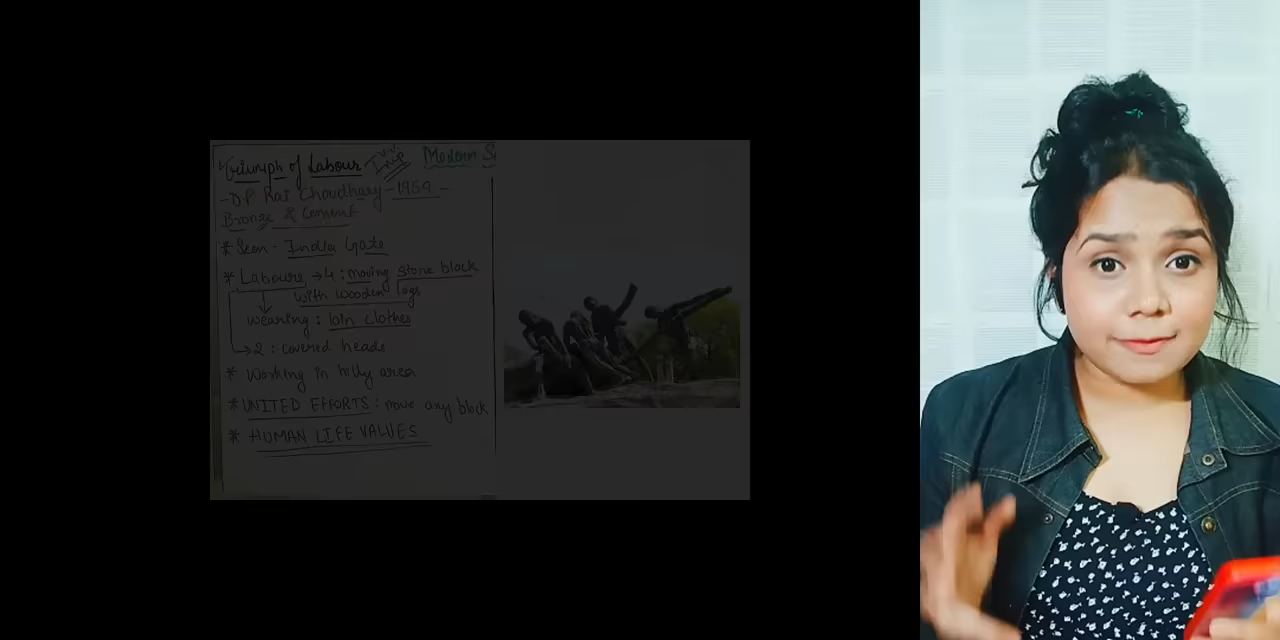 Triumph of Labour V.V. Imp Modern S
- D.P Rai Choudhary - 1959 -
Bronze & Cement
* Seen - India Gate
* Labours → 4 : moving stone block
with wooden logs
wearing : loin clothes
→ 2 : covered heads
* Working in hilly area
* UNITED EFFORTS : move any block
* HUMAN LIFE VALUES